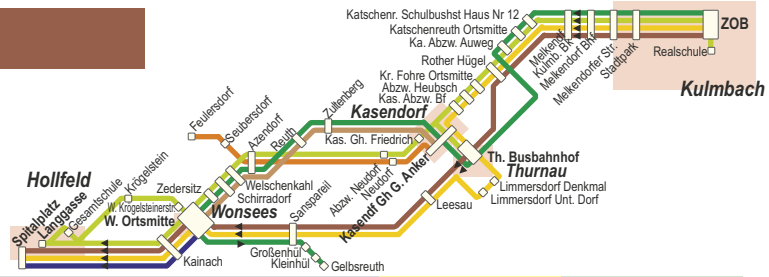 Katschenr. Schulbushst Haus Nr 12
Katschenreuth Ortsmitte
Ka. Abzw. Auweg
Rother Hügel
Kr. Fohre Ortsmitte
Abzw. Heubsch
Kas. Abzw. Bf
Kasendorf
Kas. Gh. Friedrich
Melkendf
Kulmb. Bk
Melkendorf Bhf
Melkendorfer Str.
Stadtpark
ZOB
Realschule
Kulmbach
Feulersdorf
Seubersdorf
Azendorf
Reuth
Zultenberg
Welschenkahl
Schirradorf
Abzw. Neudorf
Neudorf
Kasendf Gh G. Anker
Th. Busbahnhof
Thurnau
Limmersdorf Denkmal
Limmersdorf Unt. Dorf
Leesau
Hollfeld
Spitalplatz
Langgasse
Gesamtschule
Krögelstein
Zedersitz
W. Krögelsteinerstr.
W. Ortsmitte
Wonsees
Kainach
Sanspareil
Großenhül
Kleinhül
Gelbsreuth